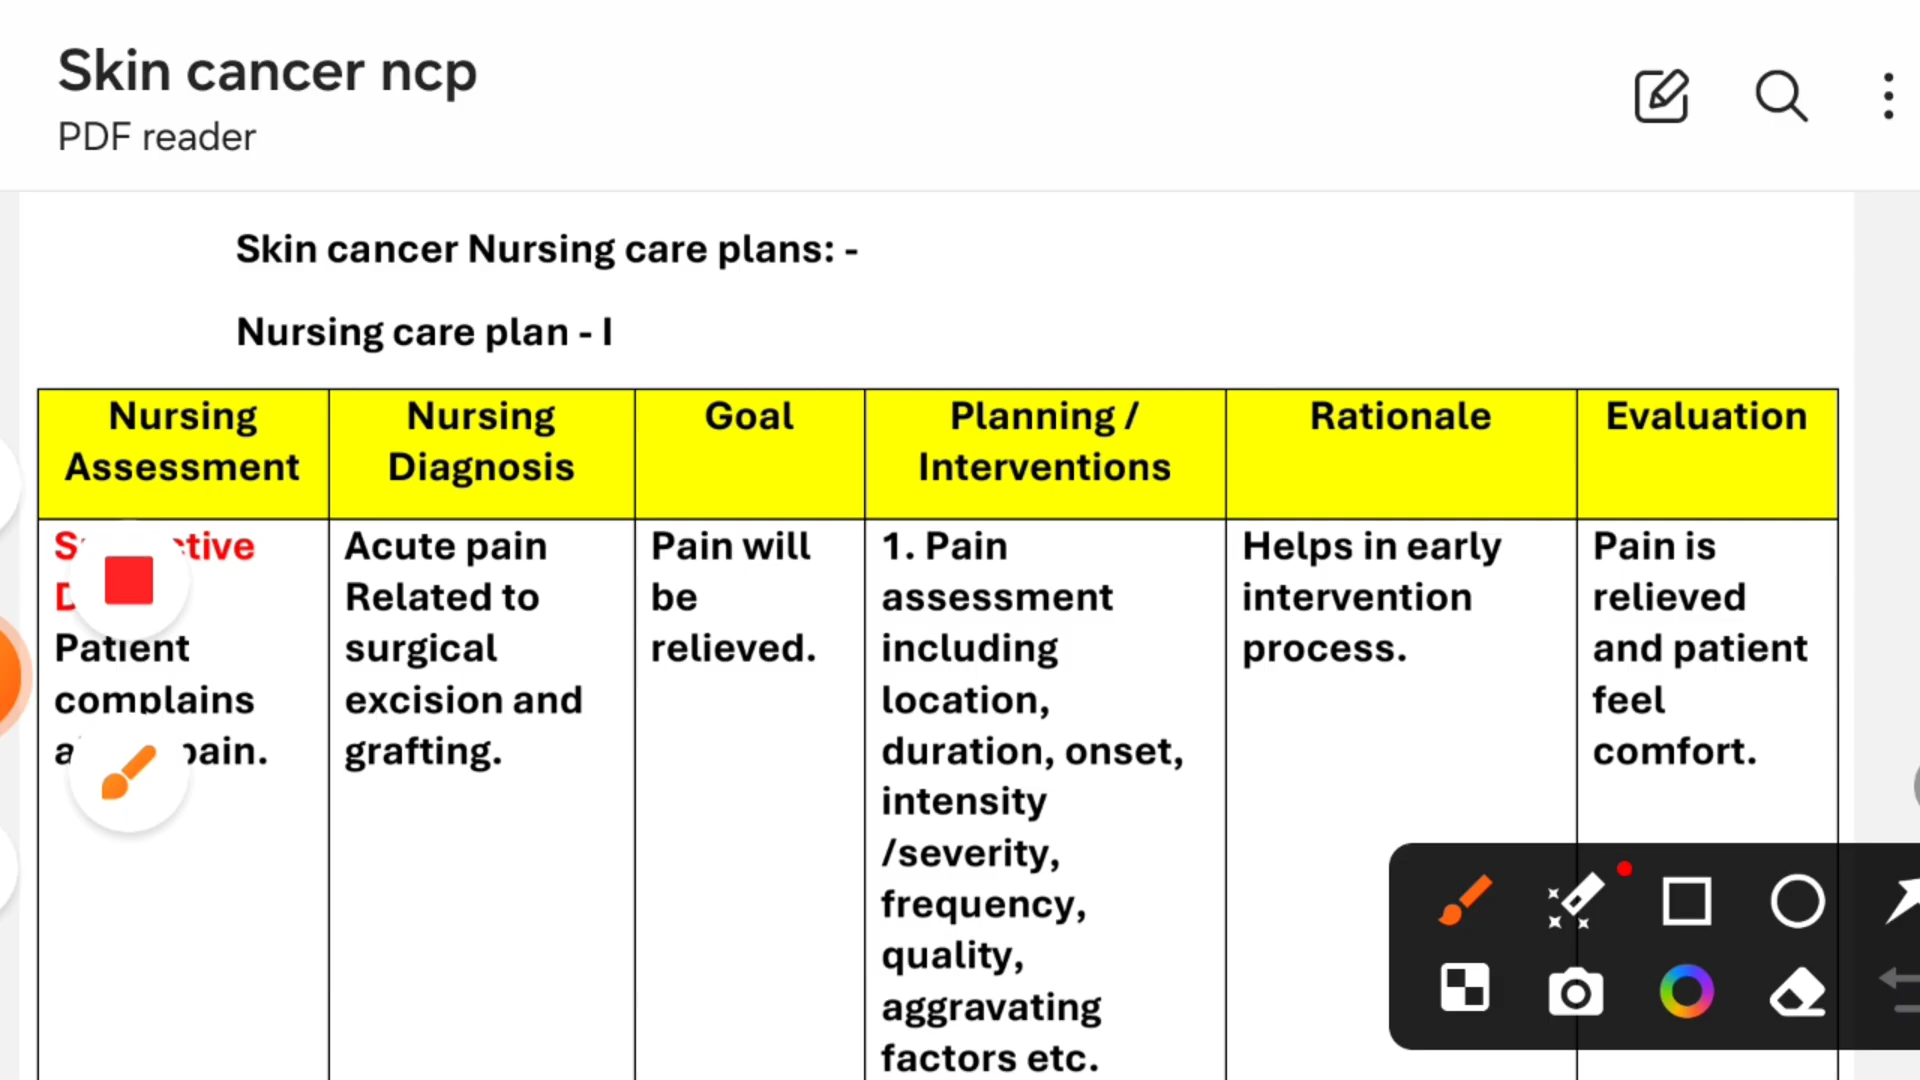 Skin cancer ncp
PDF reader
Skin cancer Nursing care plans: -
Nursing care plan - I
Nursing
Assessment
Nursing
Diagnosis
Goal
Planning /
Interventions
Rationale
Evaluation
Patient
complains
pain.
Acute pain
Related to
surgical
excision and
grafting.
Pain will
be
relieved.
1. Pain
assessment
including
location,
duration, onset,
intensity
/severity,
frequency,
quality,
aggravating
factors etc.
Helps in early
intervention
process.
Pain is
relieved
and patient
feel
comfort.